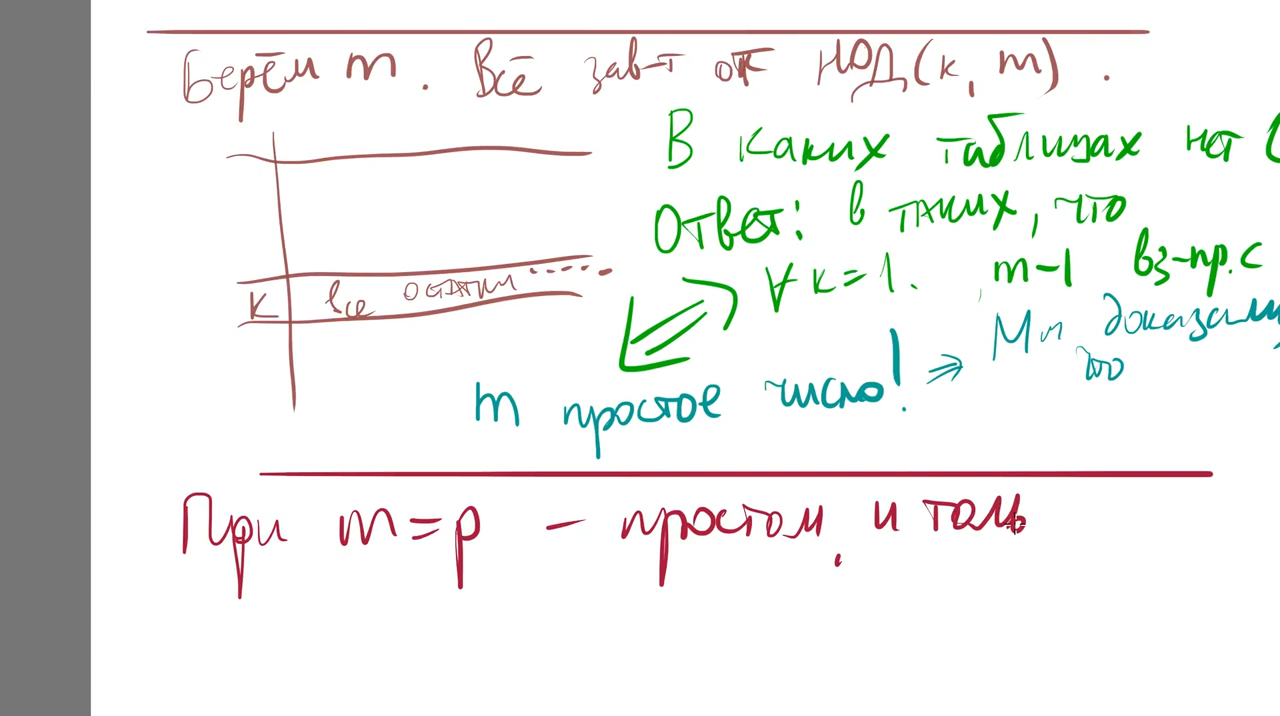 Берём m. Всё зав-т от НОД(k, m).
В каких таблицах нет
Ответ: в таких, что
∀ k=1. m-1 вз-пр. с
k все остатки .....
Мы доказали,
что
m простое число! ⇒
При m=p – простом, и толь